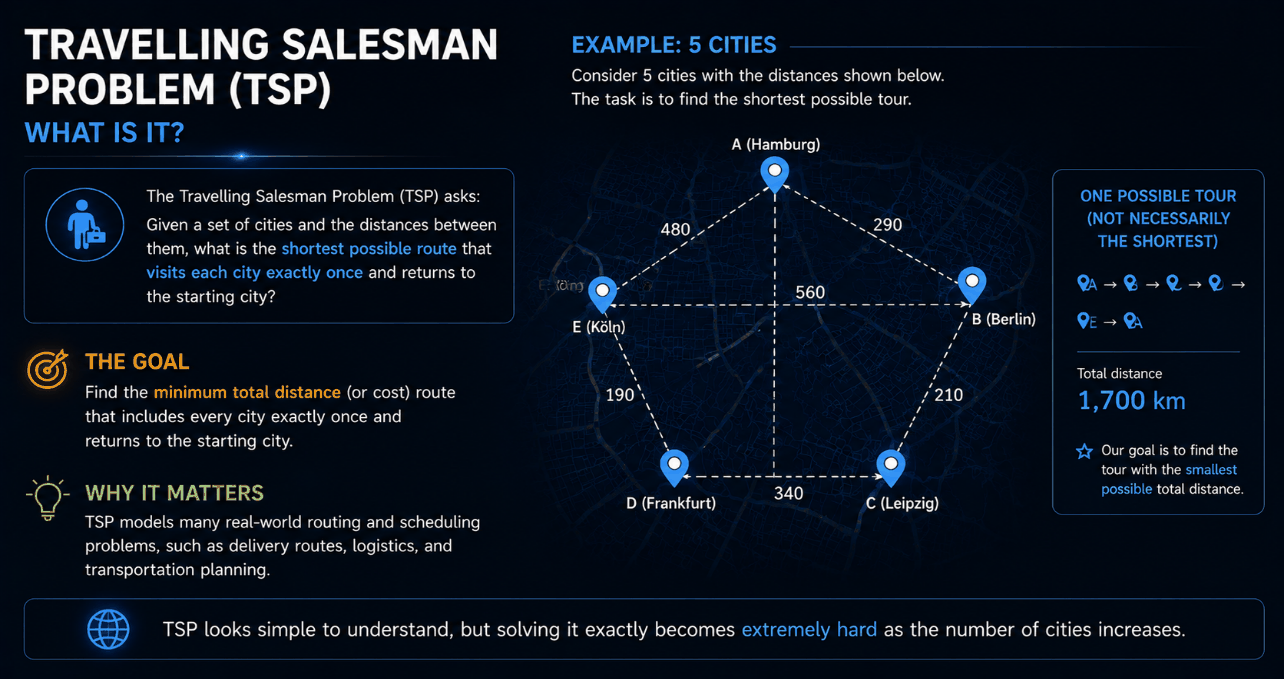 TRAVELLING SALESMAN
PROBLEM (TSP)
WHAT IS IT?
The Travelling Salesman Problem (TSP) asks:
Given a set of cities and the distances between
them, what is the shortest possible route that
visits each city exactly once and returns to
the starting city?
THE GOAL
Find the minimum total distance (or cost) route
that includes every city exactly once and
returns to the starting city.
WHY IT MATTERS
TSP models many real-world routing and scheduling
problems, such as delivery routes, logistics, and
transportation planning.
EXAMPLE: 5 CITIES
Consider 5 cities with the distances shown below.
The task is to find the shortest possible tour.
A (Hamburg)
480
290
560
E (Köln)
B (Berlin)
190
210
340
D (Frankfurt)
C (Leipzig)
ONE POSSIBLE TOUR
(NOT NECESSARILY
THE SHORTEST)
A → B → → →
E → A
Total distance
1,700 km
Our goal is to find the
tour with the smallest
possible total distance.
TSP looks simple to understand, but solving it exactly becomes extremely hard as the number of cities increases.